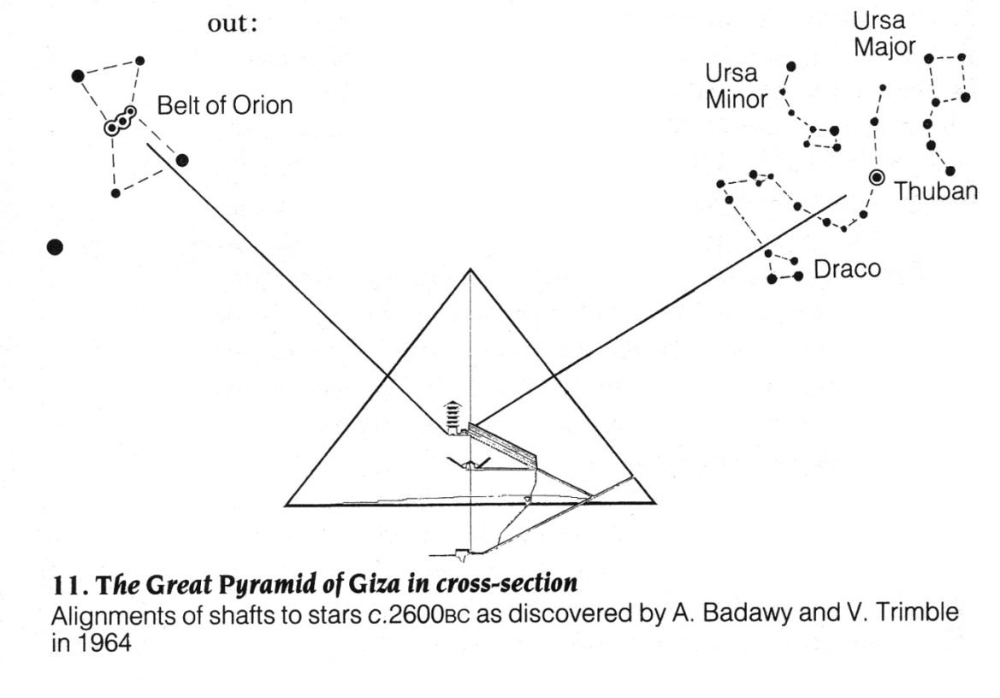 out:
Ursa
Major
Ursa
Minor
Belt of Orion
Thuban
Draco
11. The Great Pyramid of Giza in cross-section
Alignments of shafts to stars c.2600BC as discovered by A. Badawy and V. Trimble
in 1964